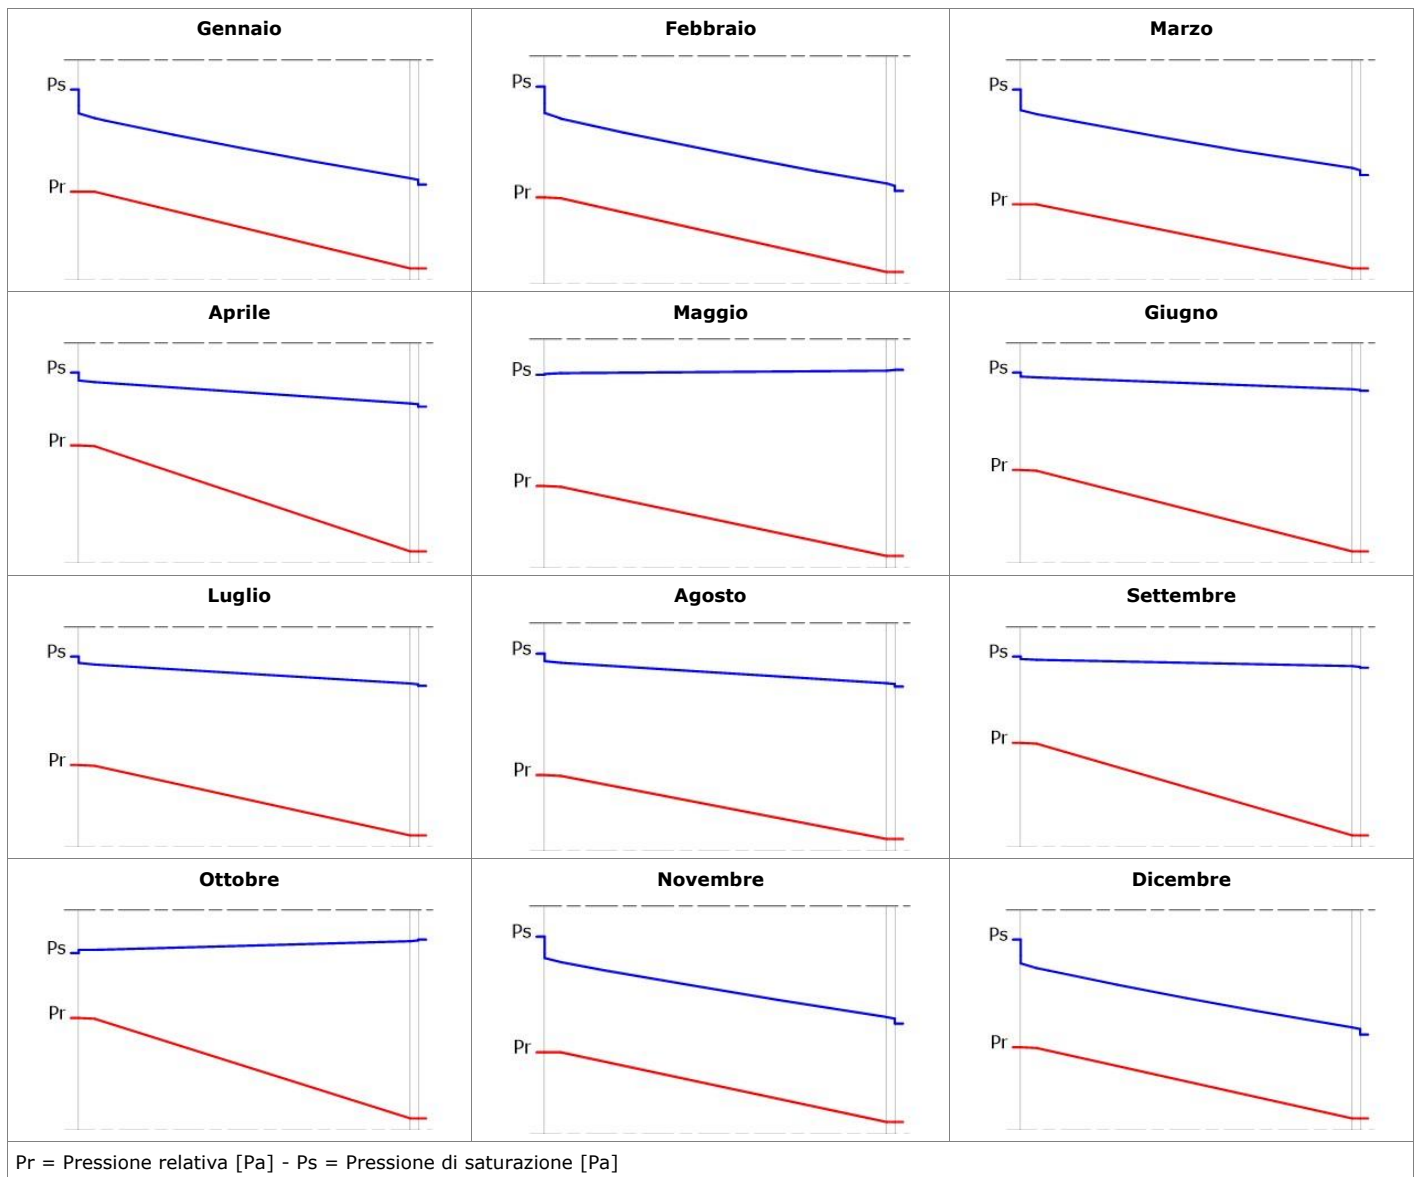 Gennaio
Febbraio
Marzo
Ps
Pr
Ps
Pr
Ps
Pr
Aprile
Maggio
Giugno
Ps
Pr
Ps
Pr
Ps
Pr
Luglio
Agosto
Settembre
Ps
Pr
Ps
Pr
Ps
Pr
Ottobre
Novembre
Dicembre
Ps
Pr
Ps
Pr
Ps
Pr
Pr = Pressione relativa [Pa] - Ps = Pressione di saturazione [Pa]